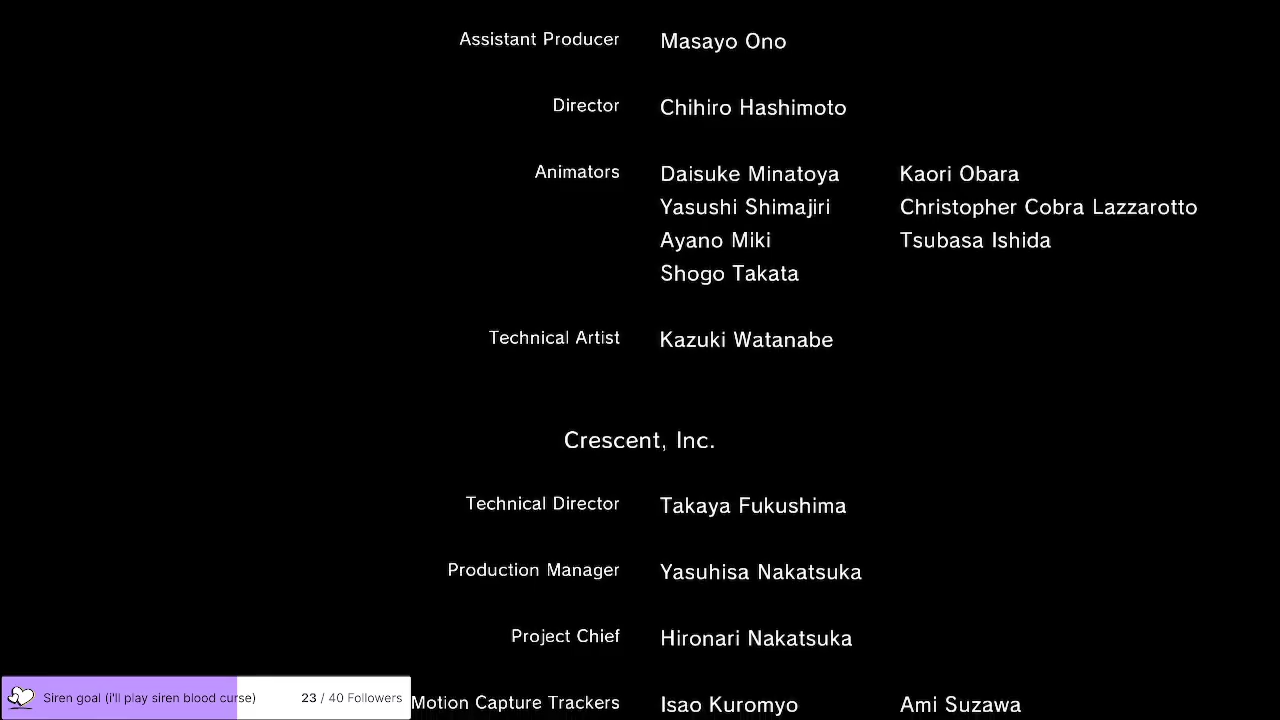 Assistant Producer Masayo Ono
Director Chihiro Hashimoto
Animators Daisuke Minatoya Kaori Obara
Yasushi Shimajiri Christopher Cobra Lazzarotto
Ayano Miki Tsubasa Ishida
Shogo Takata
Technical Artist Kazuki Watanabe
Crescent, Inc.
Technical Director Takaya Fukushima
Production Manager Yasuhisa Nakatsuka
Project Chief Hironari Nakatsuka
Siren goal (i'll play siren blood curse) 23 / 40 Followers
Motion Capture Trackers Isao Kuromyo Ami Suzawa